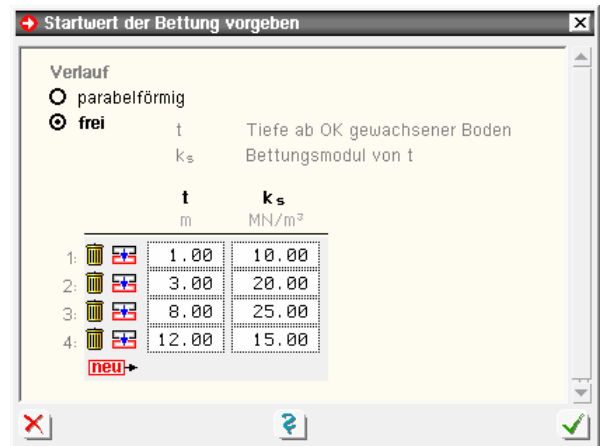 Startwert der Bettung vorgeben
Verlauf
parabelförmig
frei
t Tiefe ab OK gewachsener Boden
ks Bettungsmodul von t
t ks
m MN/m³
1: 1.00 10.00
2: 3.00 20.00
3: 8.00 25.00
4: 12.00 15.00
neu